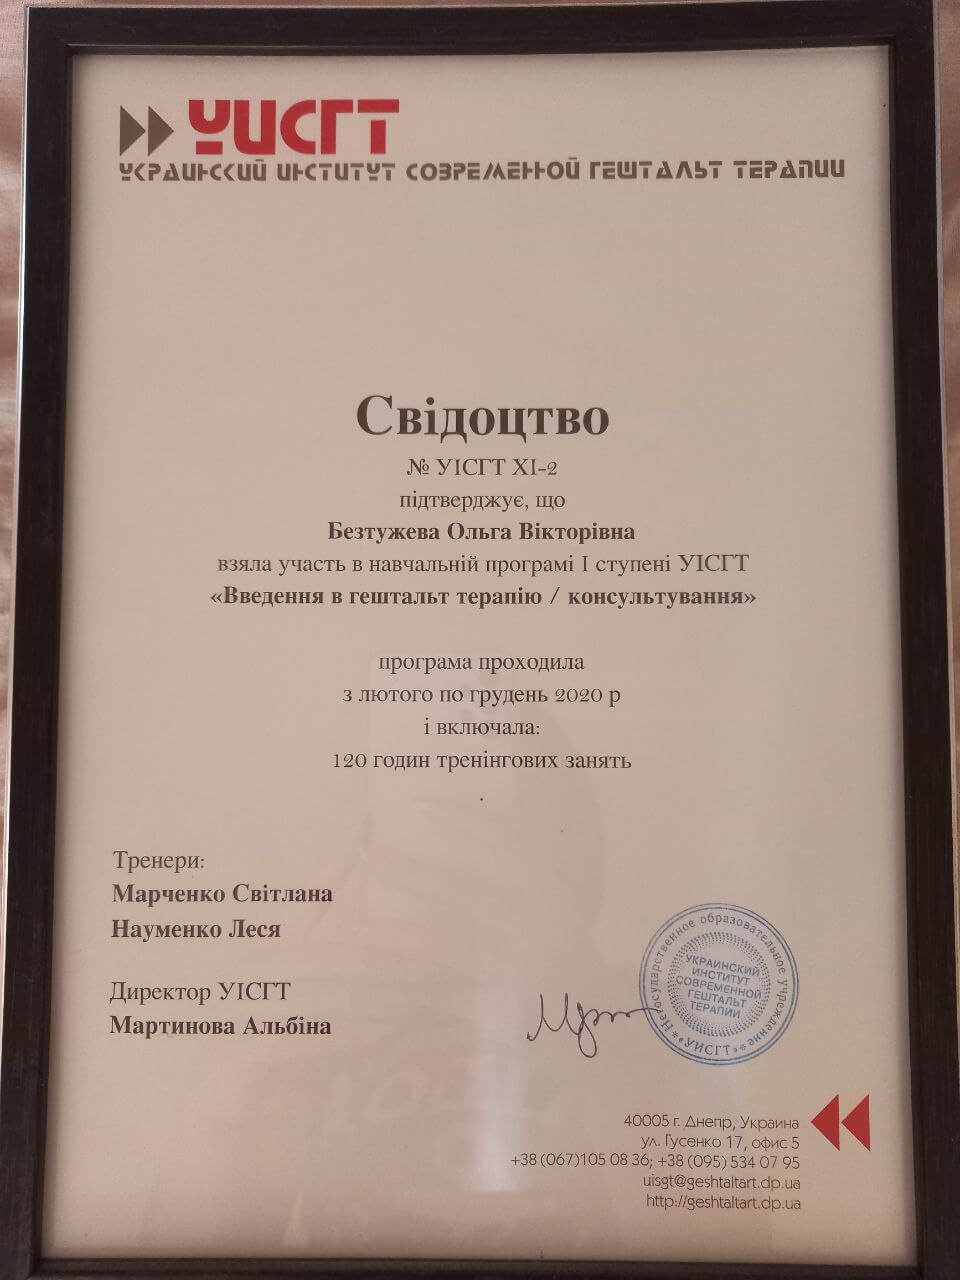 УИСГТ
УКРАИНСКИЙ ИНСТИТУТ СОВРЕМЕННОЙ ГЕШТАЛЬТ ТЕРАПИИ
Свідоцтво
№ УІСГТ XI-2
підтверджує, що
Безтужева Ольга Вікторівна
взяла участь в навчальній програмі І ступені УІСГТ
«Введення в гештальт терапію / консультування»
програма проходила
з лютого по грудень 2020 р
і включала:
120 годин тренінгових занять
.
Тренери:
Марченко Світлана
Науменко Леся
Директор УІСГТ
Мартинова Альбіна
Негосударственное образовательное учреждение
УКРАИНСКИЙ
ИНСТИТУТ
СОВРЕМЕННОЙ
ГЕШТАЛЬТ
ТЕРАПИИ
*«УИСГТ»*
40005 г. Днепр, Украина
ул. Гусенко 17, офис 5
+38 (067)105 08 36; +38 (095) 534 07 95
uisgt@geshtaltart.dp.ua
http://geshtaltart.dp.ua